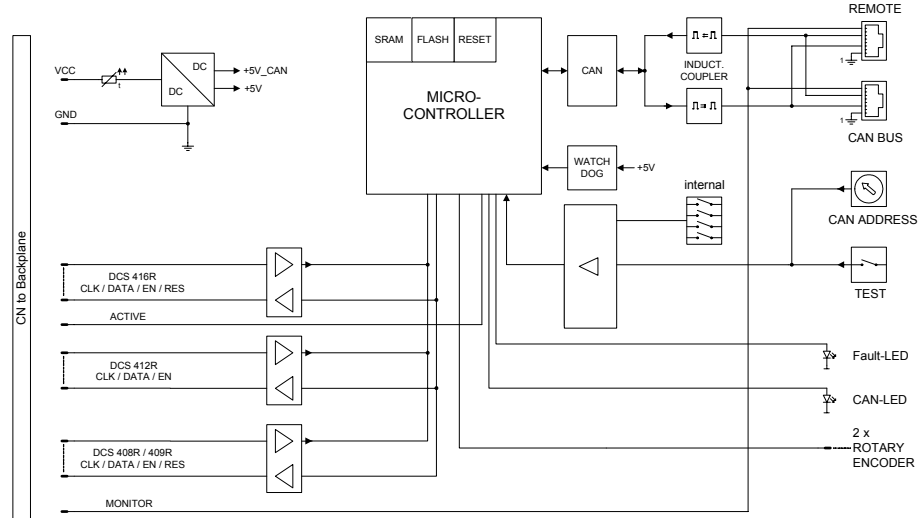 REMOTE
SRAM
FLASH
RESET
VCC
t
DC
DC
+5V_CAN
+5V
GND
MICRO-
CONTROLLER
CAN
INDUCT.
COUPLER
1
1
CAN BUS
WATCH
DOG
+5V
internal
CAN ADDRESS
TEST
CN to Backplane
DCS 416R
CLK / DATA / EN / RES
ACTIVE
DCS 412R
CLK / DATA / EN
Fault-LED
CAN-LED
DCS 408R / 409R
CLK / DATA / EN / RES
2 x
ROTARY
ENCODER
MONITOR